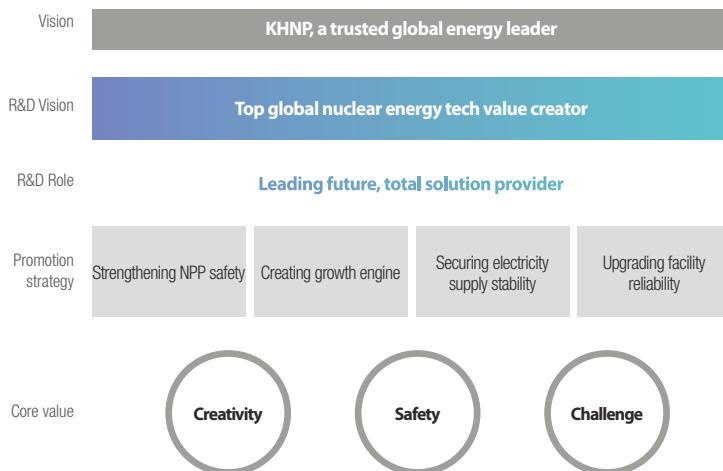 Vision
KHNP, a trusted global energy leader
R&D Vision
Top global nuclear energy tech value creator
R&D Role
Leading future, total solution provider
Promotion
strategy
Strengthening NPP safety
Creating growth engine
Securing electricity
supply stability
Upgrading facility
reliability
Core value
Creativity
Safety
Challenge